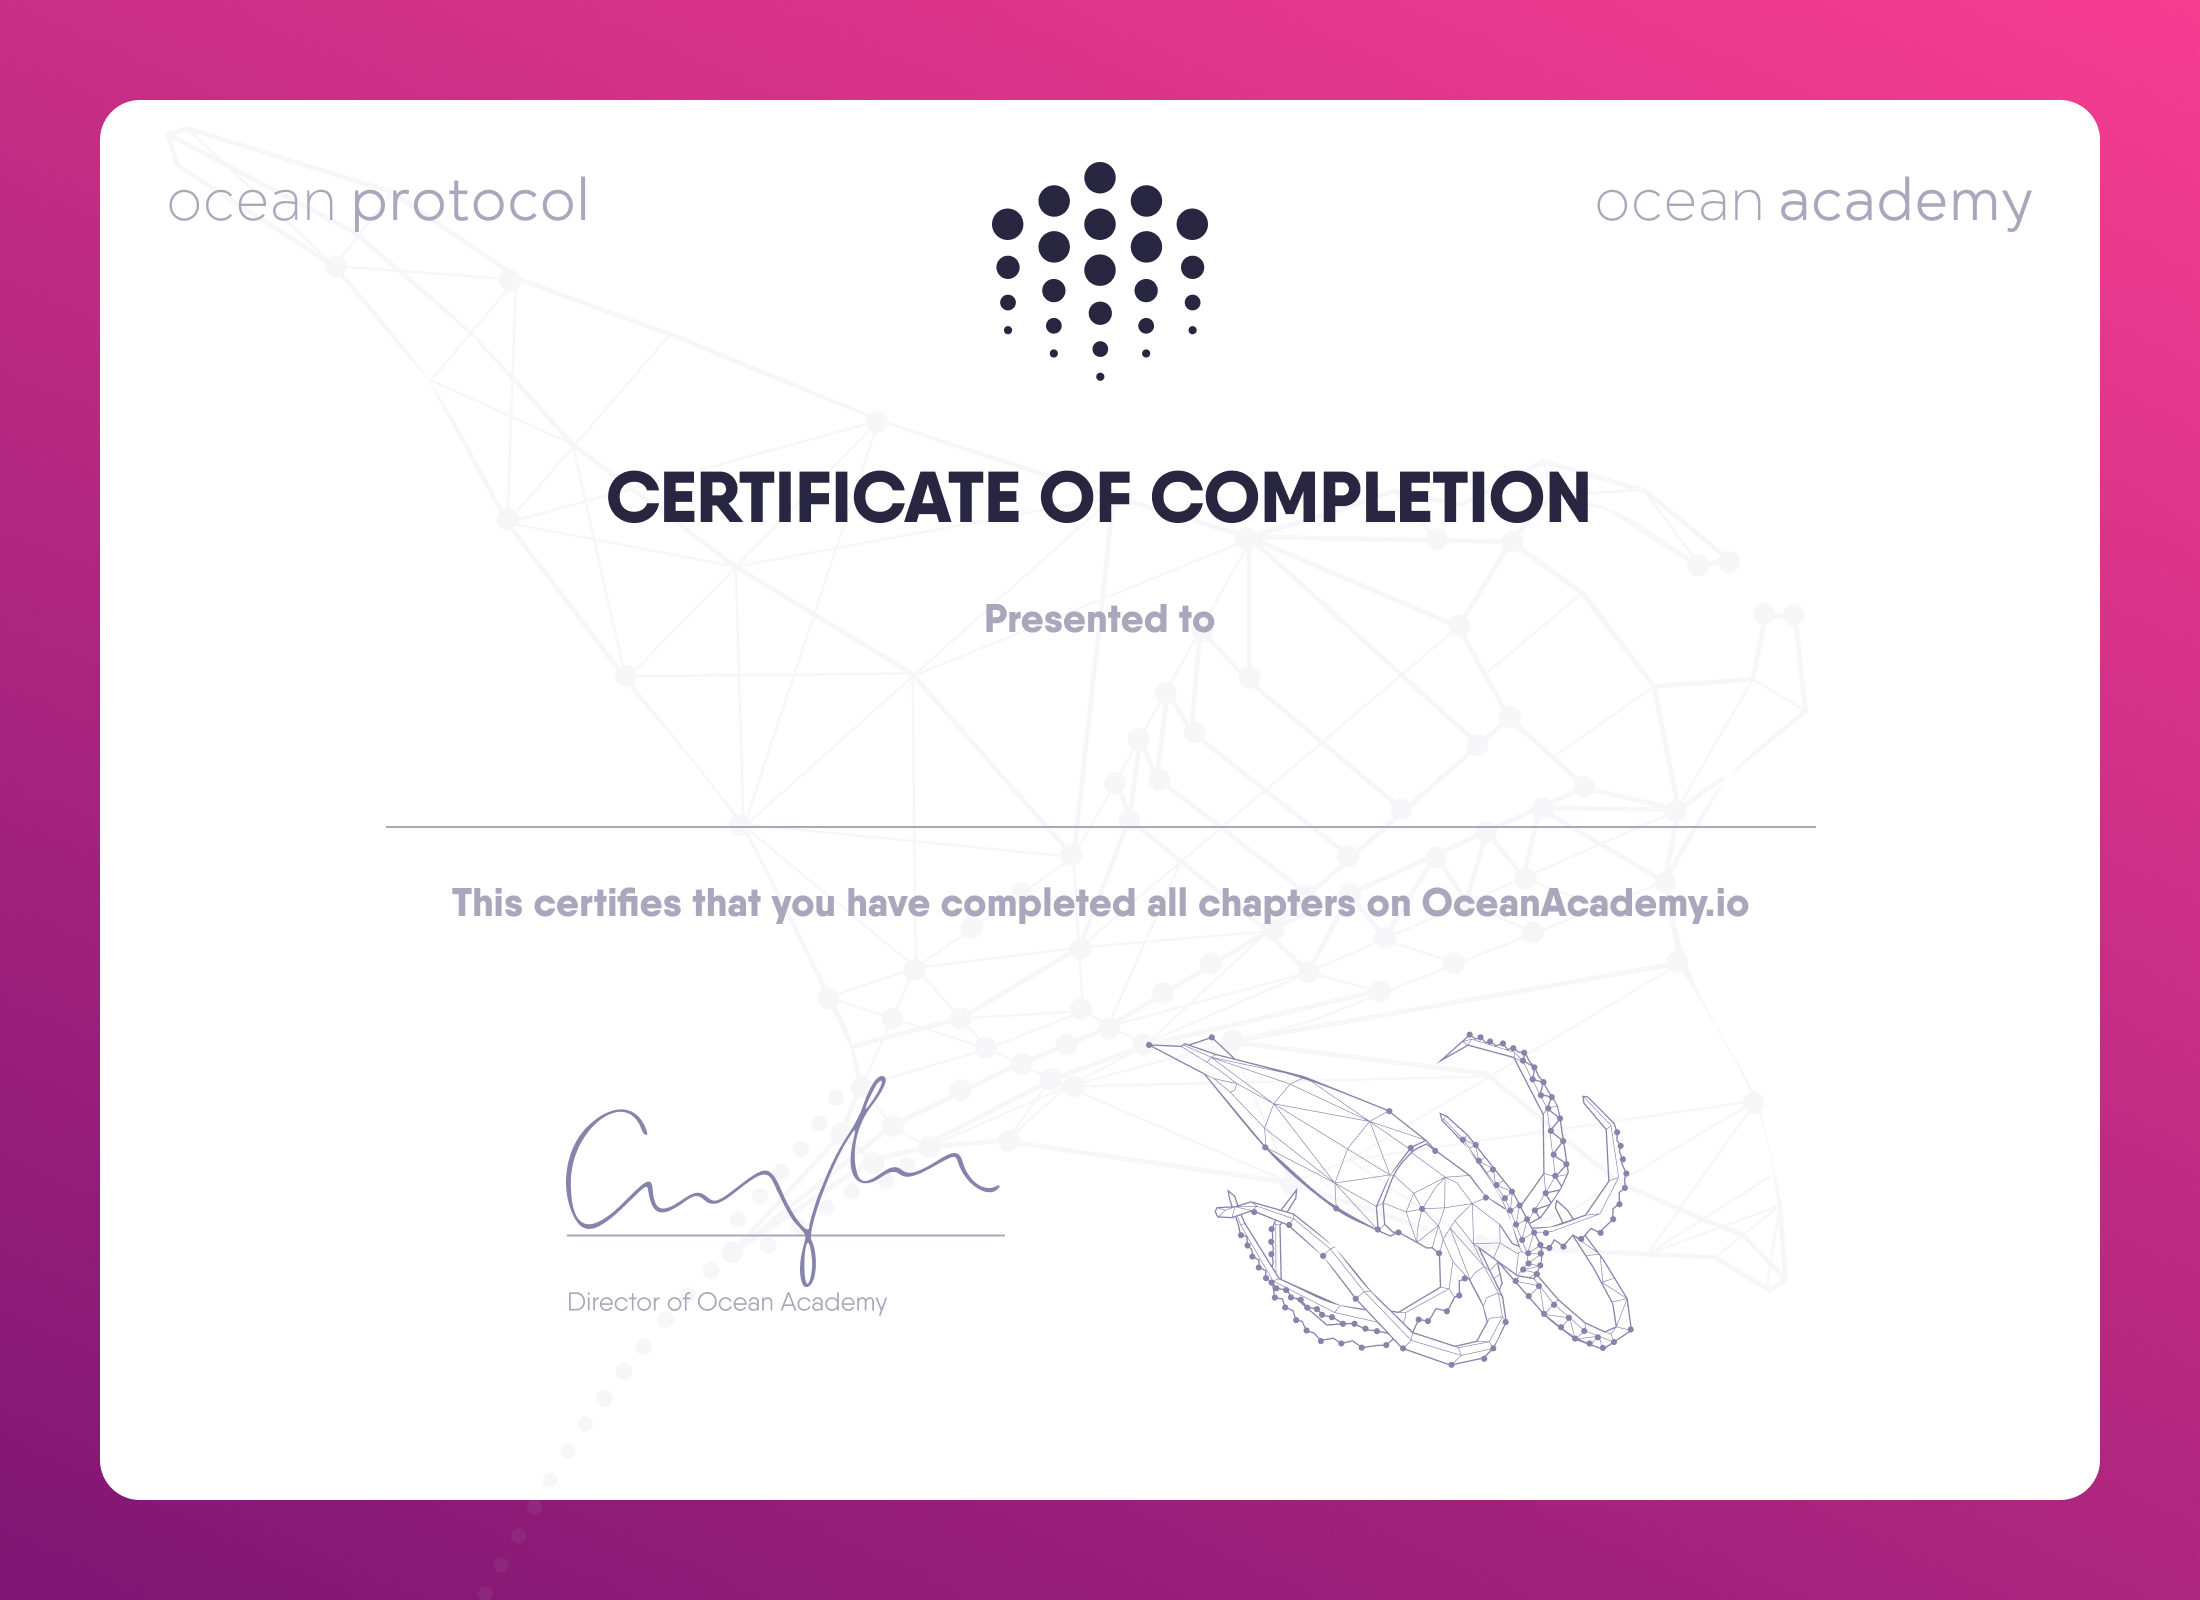 ocean protocol
ocean academy
CERTIFICATE OF COMPLETION
Presented to
This certifies that you have completed all chapters on OceanAcademy.io
Director of Ocean Academy